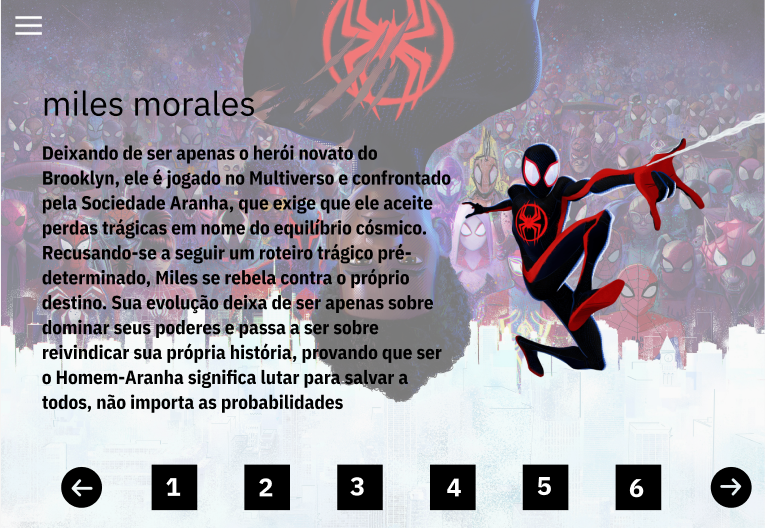 miles morales
Deixando de ser apenas o herói novato do
Brooklyn, ele é jogado no Multiverso e confrontado
pela Sociedade Aranha, que exige que ele aceite
perdas trágicas em nome do equilíbrio cósmico.
Recusando-se a seguir um roteiro trágico pré-
determinado, Miles se rebela contra o próprio
destino. Sua evolução deixa de ser apenas sobre
dominar seus poderes e passa a ser sobre
reivindicar sua própria história, provando que ser
o Homem-Aranha significa lutar para salvar a
todos, não importa as probabilidades
1 2 3 4 5 6